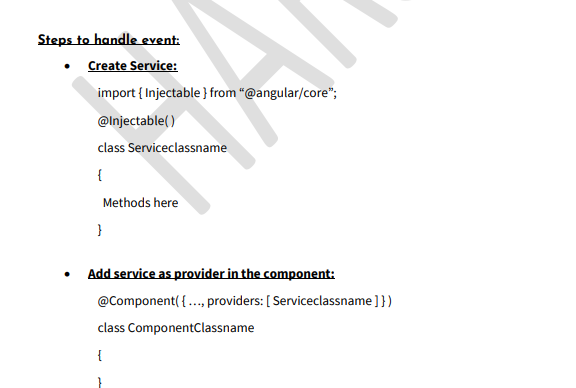 Steps to handle event:
• Create Service:
import { Injectable } from “@angular/core”;
@Injectable( )
class Serviceclassname
{
Methods here
}
• Add service as provider in the component:
@Component( { …, providers: [ Serviceclassname ] } )
class ComponentClassname
{
}